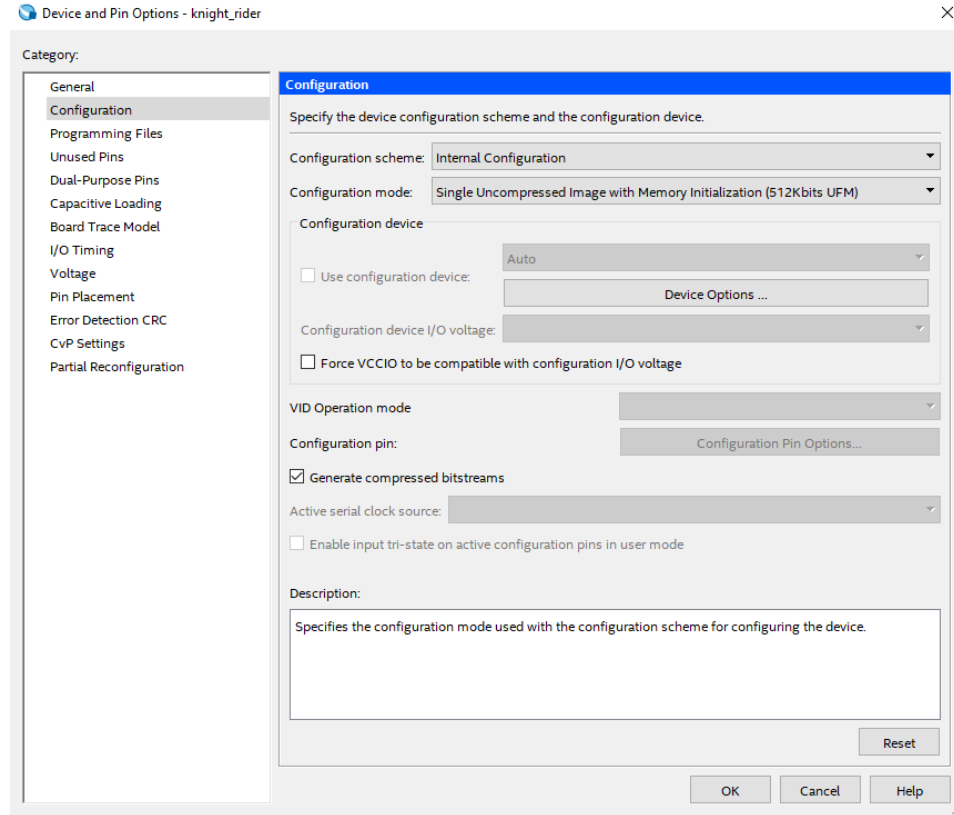 Device and Pin Options - knight_rider
Category:
General
Configuration
Programming Files
Unused Pins
Dual-Purpose Pins
Capacitive Loading
Board Trace Model
I/O Timing
Voltage
Pin Placement
Error Detection CRC
CvP Settings
Partial Reconfiguration
Configuration
Specify the device configuration scheme and the configuration device.
Configuration scheme: Internal Configuration
Configuration mode: Single Uncompressed Image with Memory Initialization (512Kbits UFM)
Configuration device
Auto
Use configuration device:
Device Options ...
Configuration device I/O voltage:
Force VCCIO to be compatible with configuration I/O voltage
VID Operation mode
Configuration pin: Configuration Pin Options...
Generate compressed bitstreams
Active serial clock source:
Enable input tri-state on active configuration pins in user mode
Description:
Specifies the configuration mode used with the configuration scheme for configuring the device.
Reset
OK Cancel Help